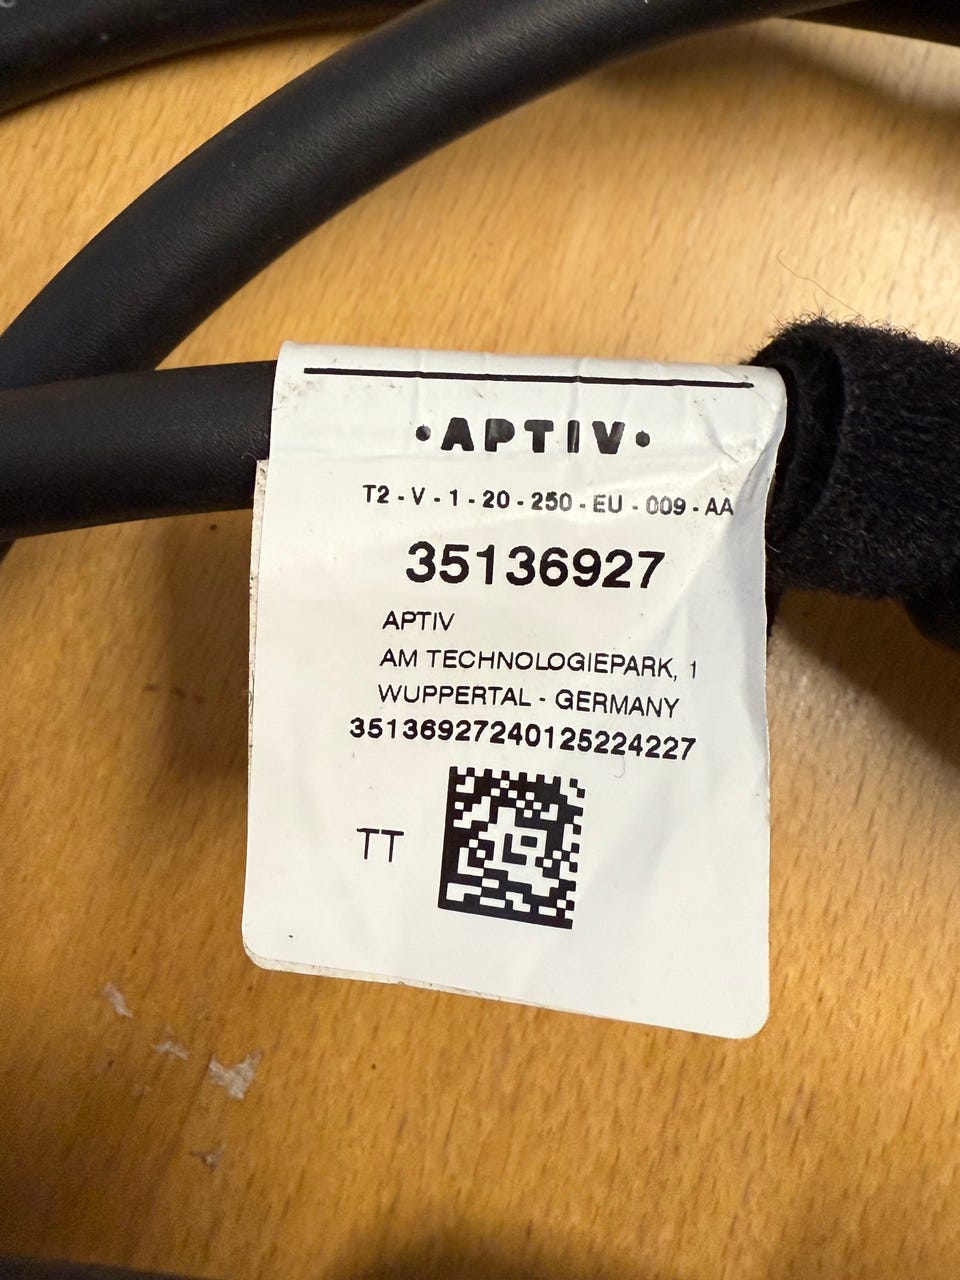 • APTIV •
T2 - V - 1 - 20 - 250 - EU - 009 - AA
35136927
APTIV
AM TECHNOLOGIEPARK, 1
WUPPERTAL - GERMANY
35136927240125224227
TT